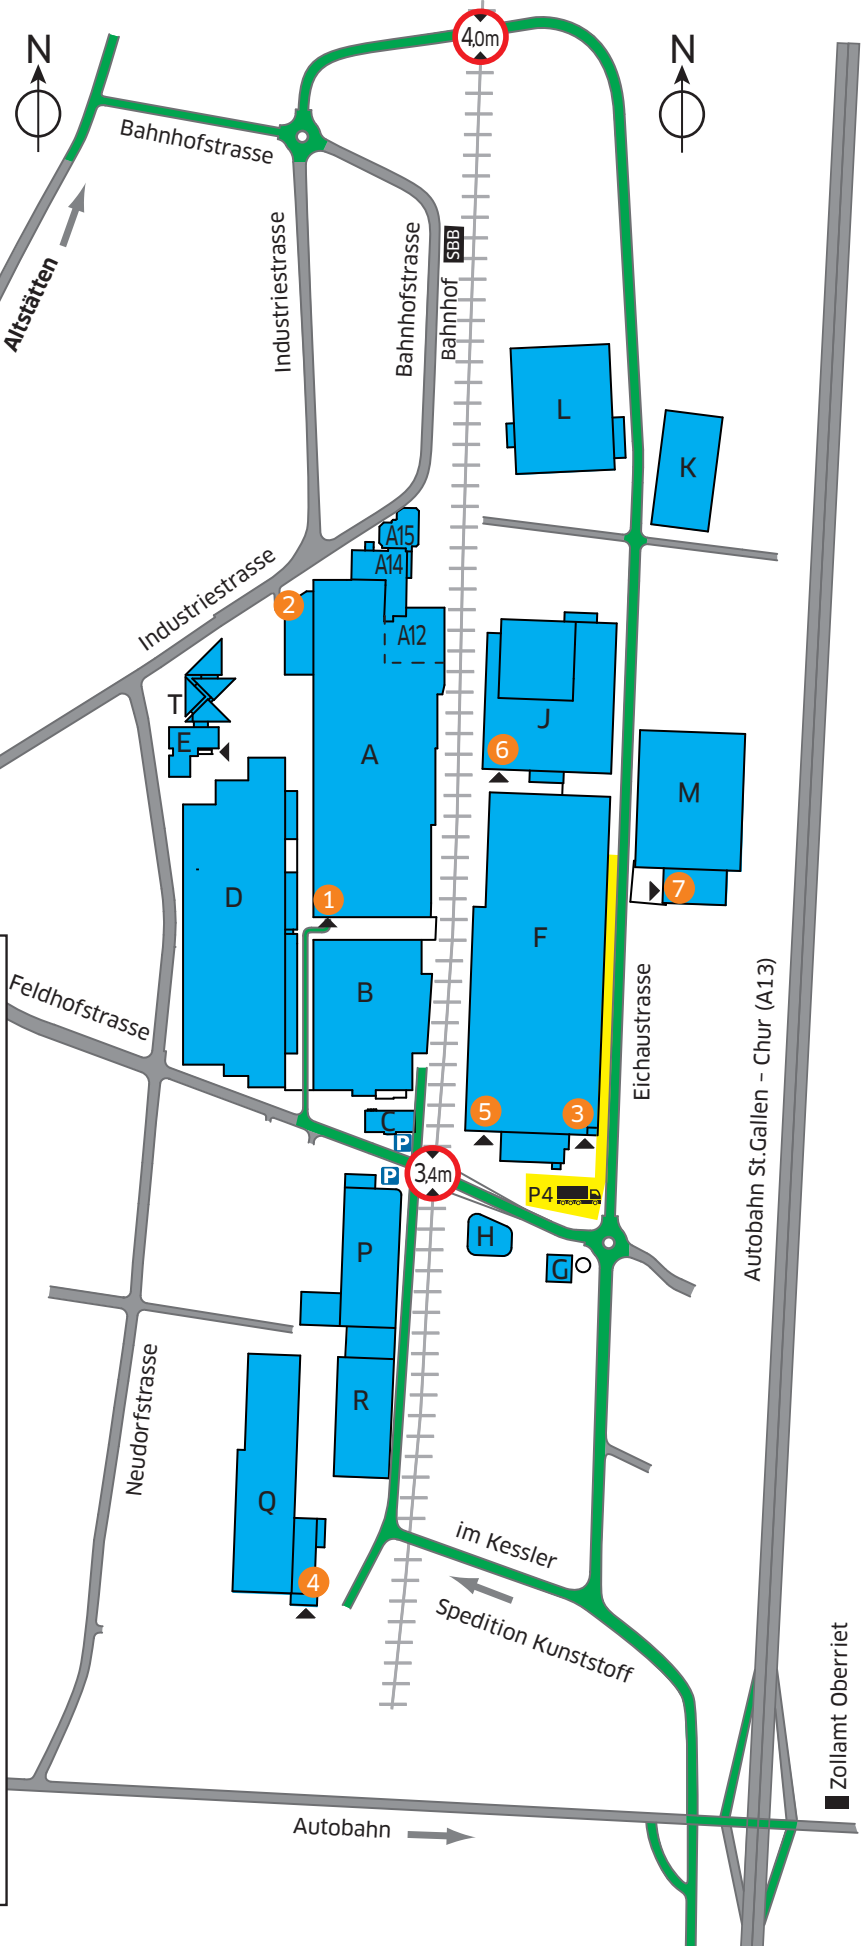 4,0m
N
N
Bahnhofstrasse
Altstätten
Industriestrasse
Bahnhofstrasse
SBB
Bahnhof
L
K
A15
A14
Industriestrasse
2
A12
T
E
J
6
A
M
D
1
7
F
B
Feldhofstrasse
Eichaustrasse
Autobahn St.Gallen – Chur (A13)
5
3
C
P
P
3,4m
P4
H
G
P
Neudorfstrasse
R
Q
im Kessler
4
Spedition Kunststoff
Zollamt Oberriet
Autobahn